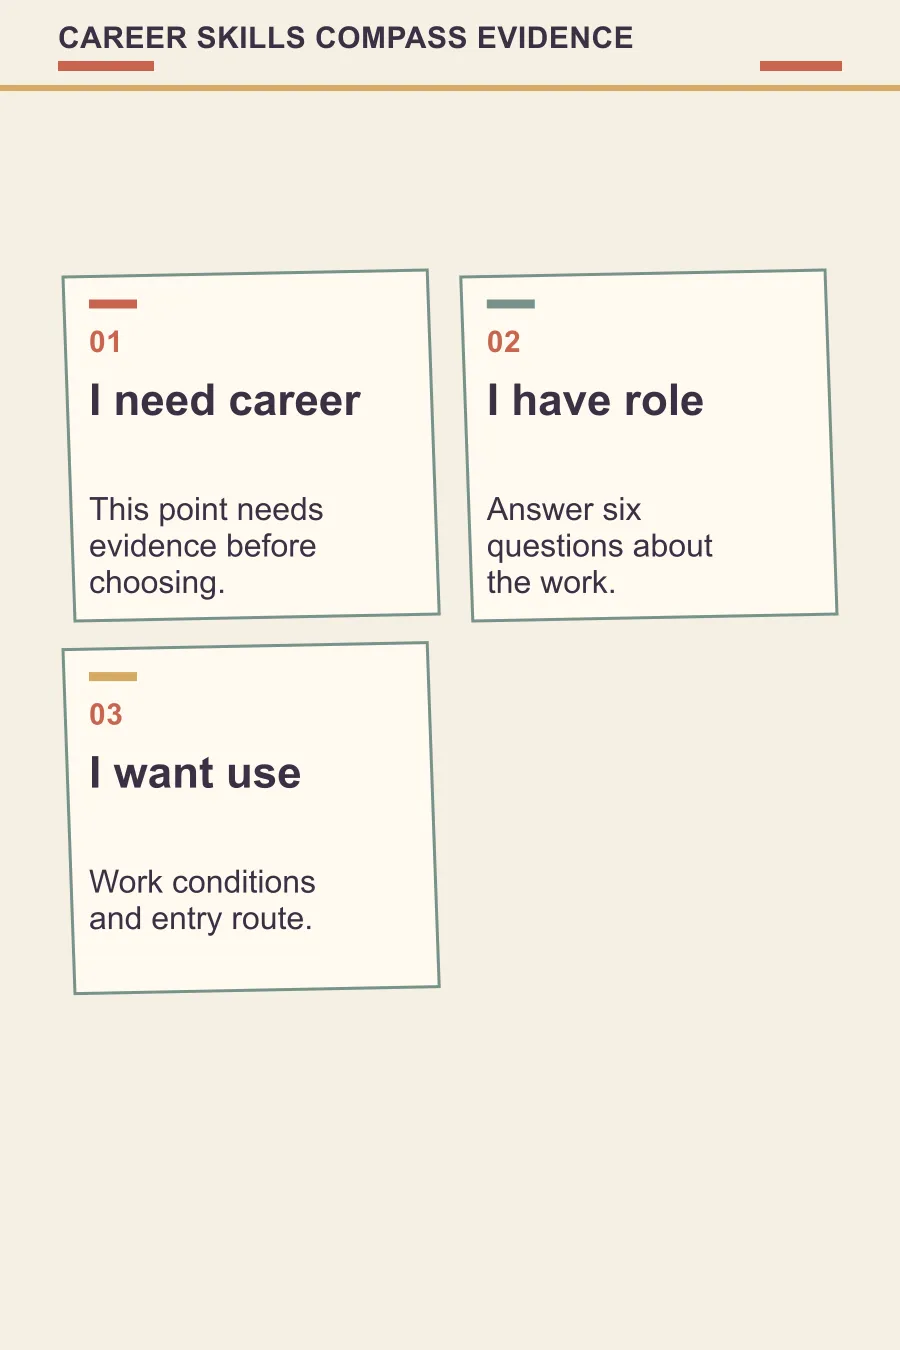 CAREER SKILLS COMPASS EVIDENCE
01
I need career
This point needs
evidence before
choosing.
02
I have role
Answer six
questions about
the work.
03
I want use
Work conditions
and entry route.